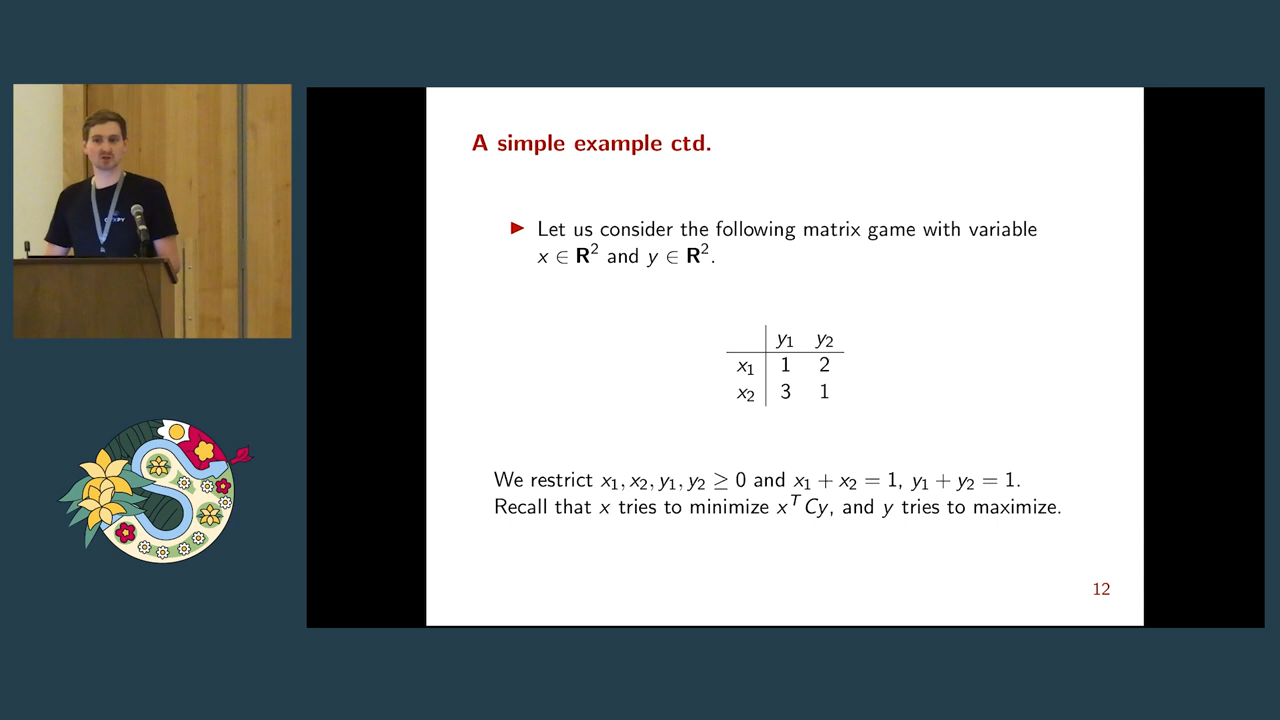 A simple example ctd.
▶ Let us consider the following matrix game with variable
x ∈ R² and y ∈ R².
y₁ y₂
x₁ 1 2
x₂ 3 1
We restrict x₁, x₂, y₁, y₂ ≥ 0 and x₁ + x₂ = 1, y₁ + y₂ = 1.
Recall that x tries to minimize xᵀCy, and y tries to maximize.
12